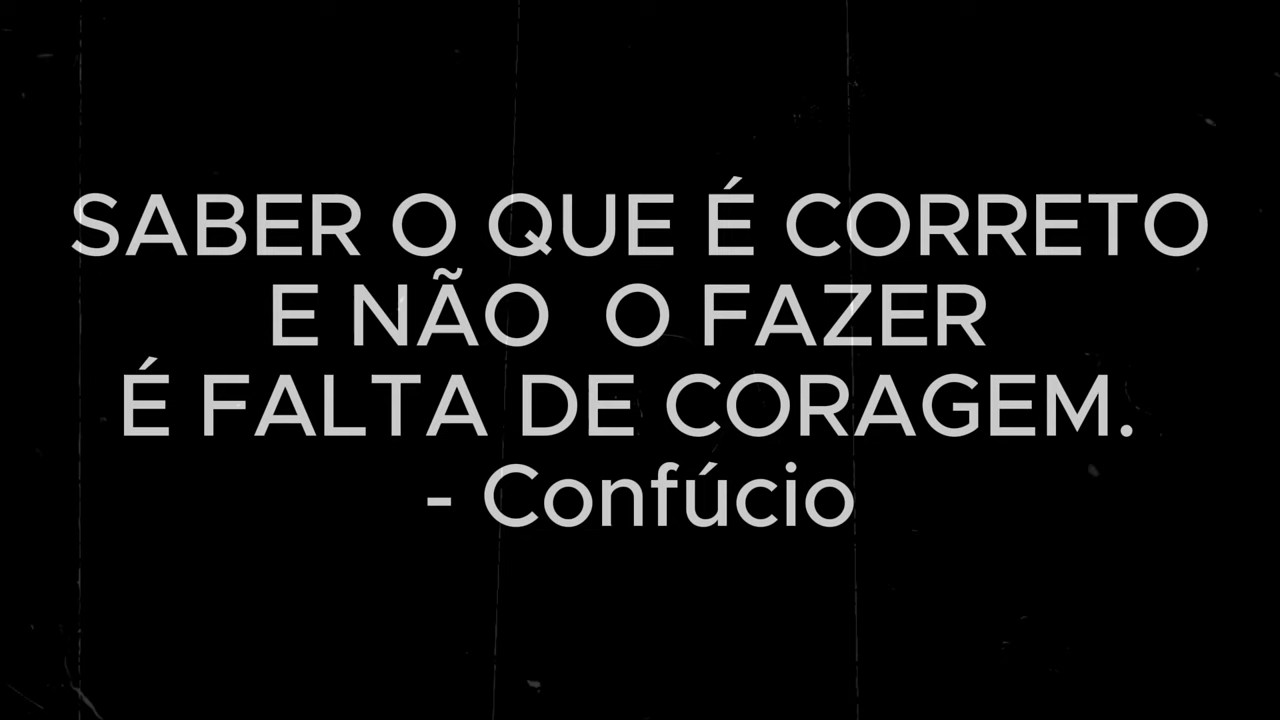 SABER O QUE É CORRETO
E NÃO O FAZER
É FALTA DE CORAGEM.
- Confúcio